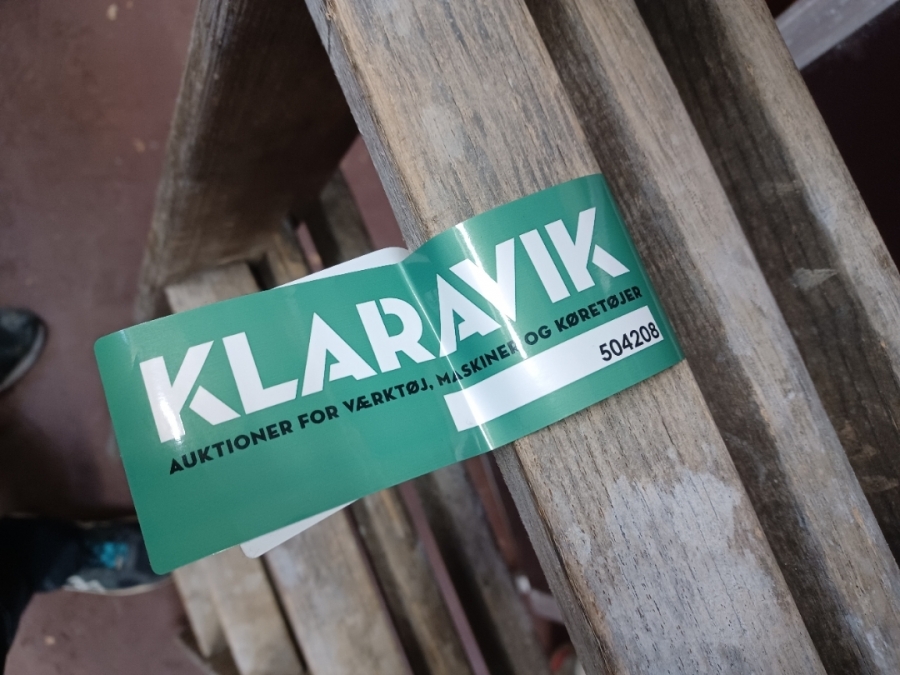 KLARAVIK
AUKTIONER FOR VÆRKTØJ, MASKINER OG KØRETØJER
504208